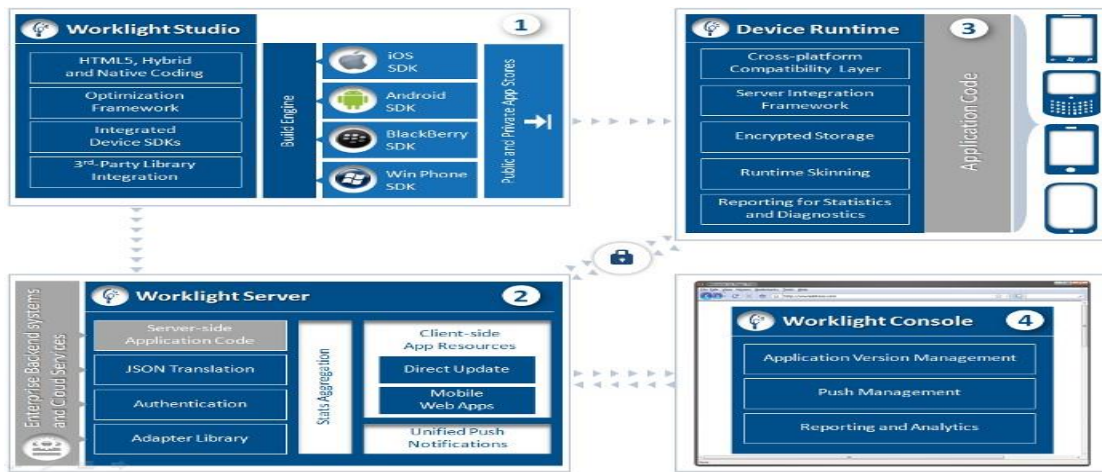 Worklight Studio
1
HTML5, Hybrid
and Native Coding
Optimization
Framework
Integrated
Device SDKs
3rd-Party Library
Integration
Build Engine
iOS
SDK
Android
SDK
BlackBerry
SDK
Win Phone
SDK
Public and Private App Stores
Device Runtime
3
Cross-platform
Compatibility Layer
Server Integration
Framework
Encrypted Storage
Runtime Skinning
Reporting for Statistics
and Diagnostics
Application Code
Enterprise Backend systems
and Cloud Services
Worklight Server
2
Server-side
Application Code
JSON Translation
Authentication
Adapter Library
Stats Aggregation
Client-side
App Resources
Direct Update
Mobile
Web Apps
Unified Push
Notifications
Worklight Console
4
Application Version Management
Push Management
Reporting and Analytics